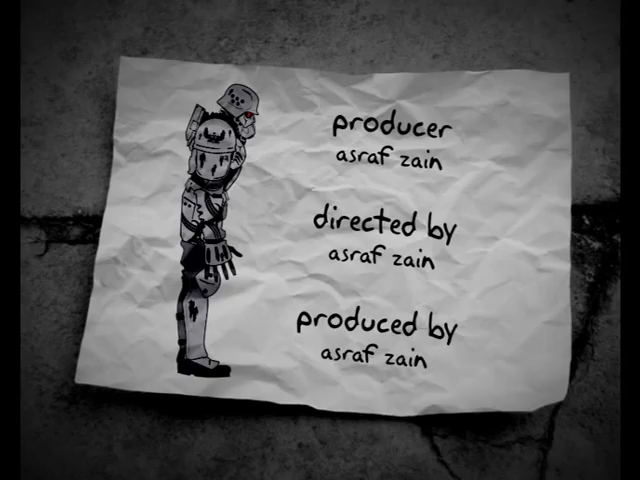 producer
asraf zain
directed by
asraf zain
produced by
asraf zain